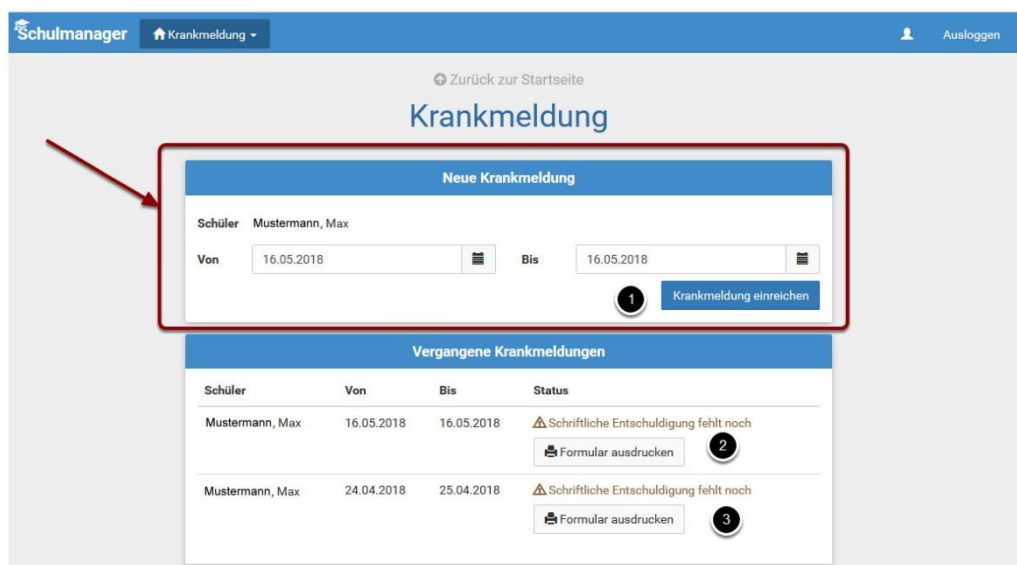 Schulmanager Krankmeldung Ausloggen
Zurück zur Startseite
Krankmeldung
Neue Krankmeldung
Schüler Mustermann, Max
Von 16.05.2018 Bis 16.05.2018
1 Krankmeldung einreichen
Vergangene Krankmeldungen
Schüler Von Bis Status
Mustermann, Max 16.05.2018 16.05.2018 Schriftliche Entschuldigung fehlt noch
Formular ausdrucken 2
Mustermann, Max 24.04.2018 25.04.2018 Schriftliche Entschuldigung fehlt noch
Formular ausdrucken 3